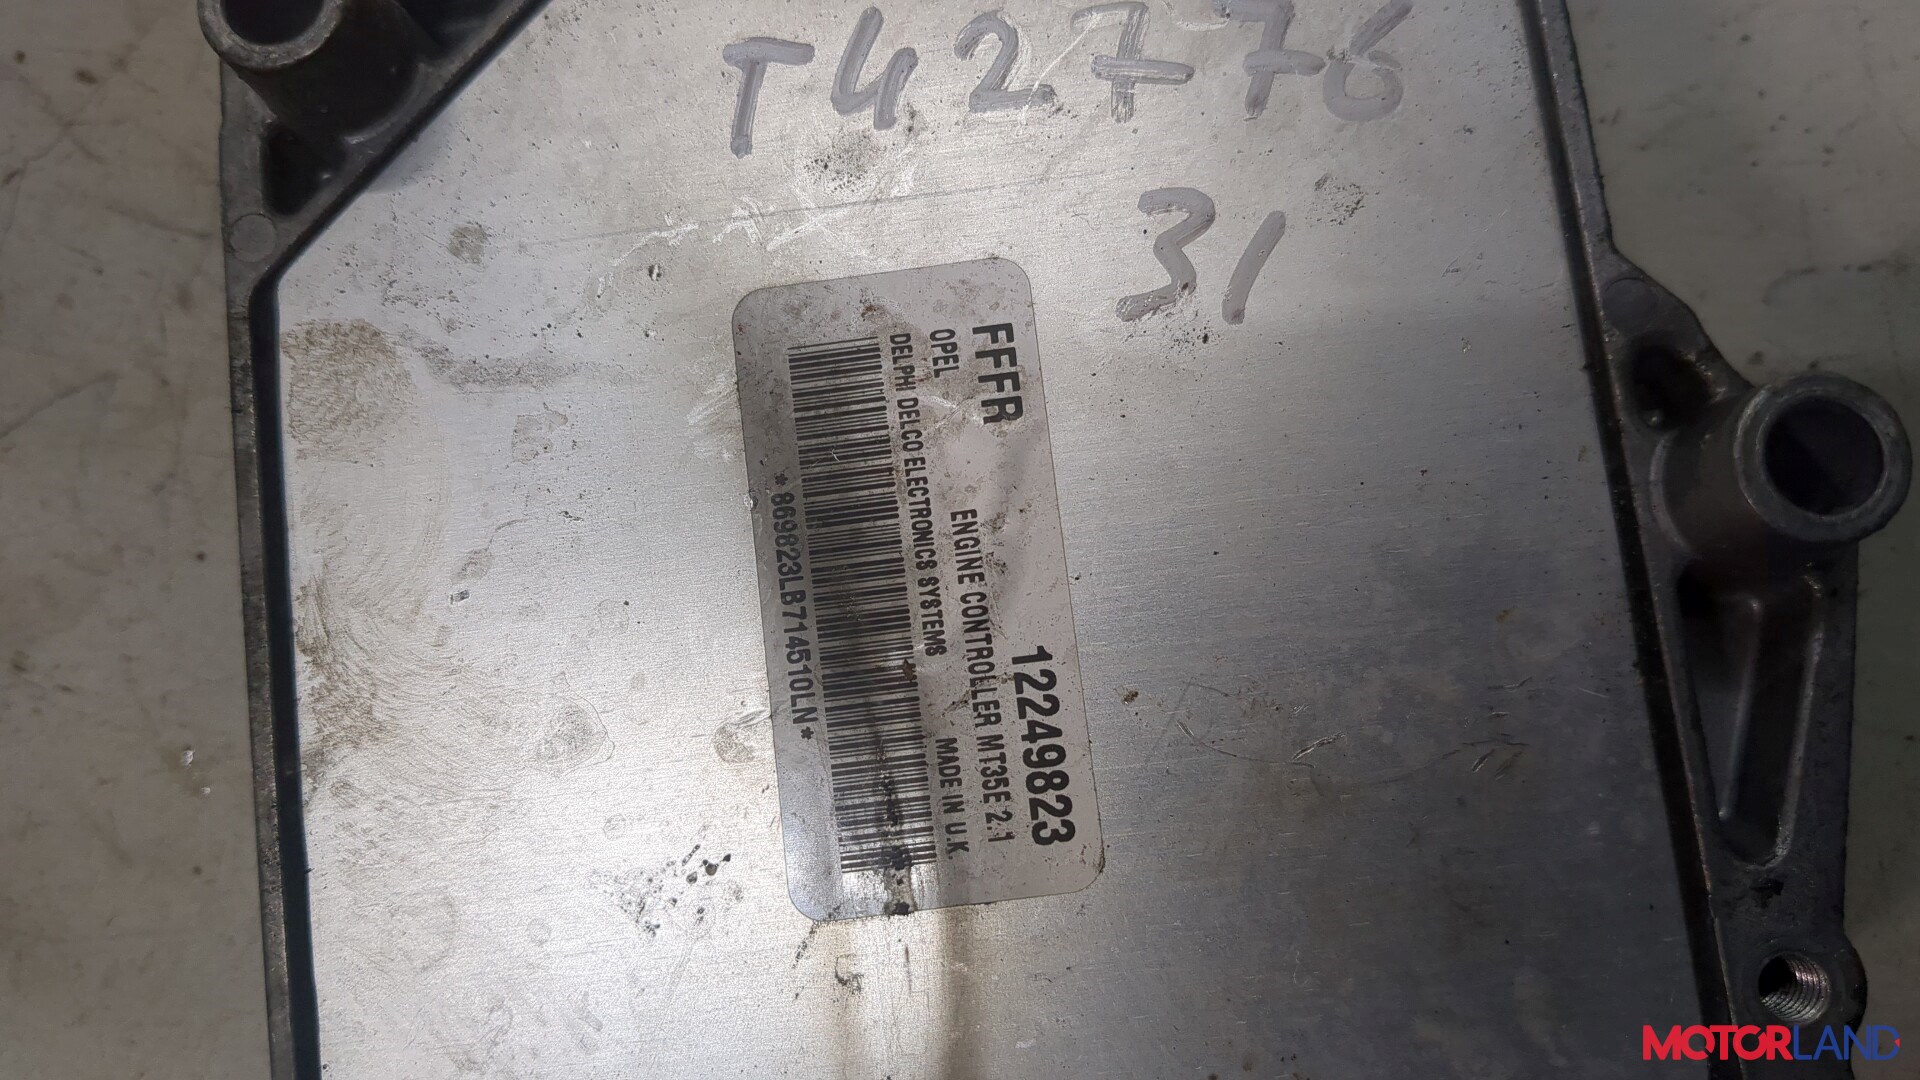 T42776
31
FFFR 12249823
OPEL ENGINE CONTROLLER MT35E 2.1
DELPHI DELCO ELECTRONICS SYSTEMS MADE IN U.K.
*869823LB714510LN*
MOTORLAND